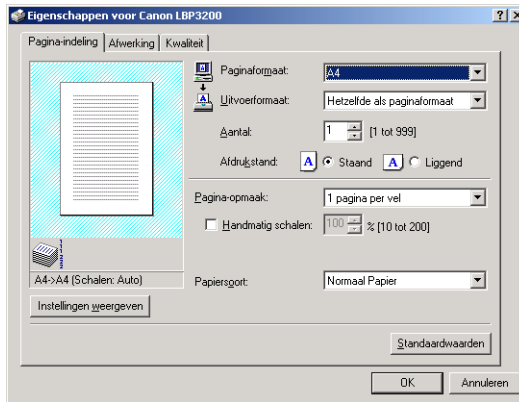 Eigenschappen voor Canon LBP3200
Pagina-indeling Afwerking Kwaliteit
Paginaformaat: A4
Uitvoerformaat: Hetzelfde als paginaformaat
Aantal: 1 [1 tot 999]
Afdrukstand: A Staand A Liggend
Pagina-opmaak: 1 pagina per vel
Handmatig schalen: 100 % [10 tot 200]
A4->A4 (Schalen: Auto)
Papiersoort: Normaal Papier
Instellingen weergeven
Standaardwaarden
OK Annuleren